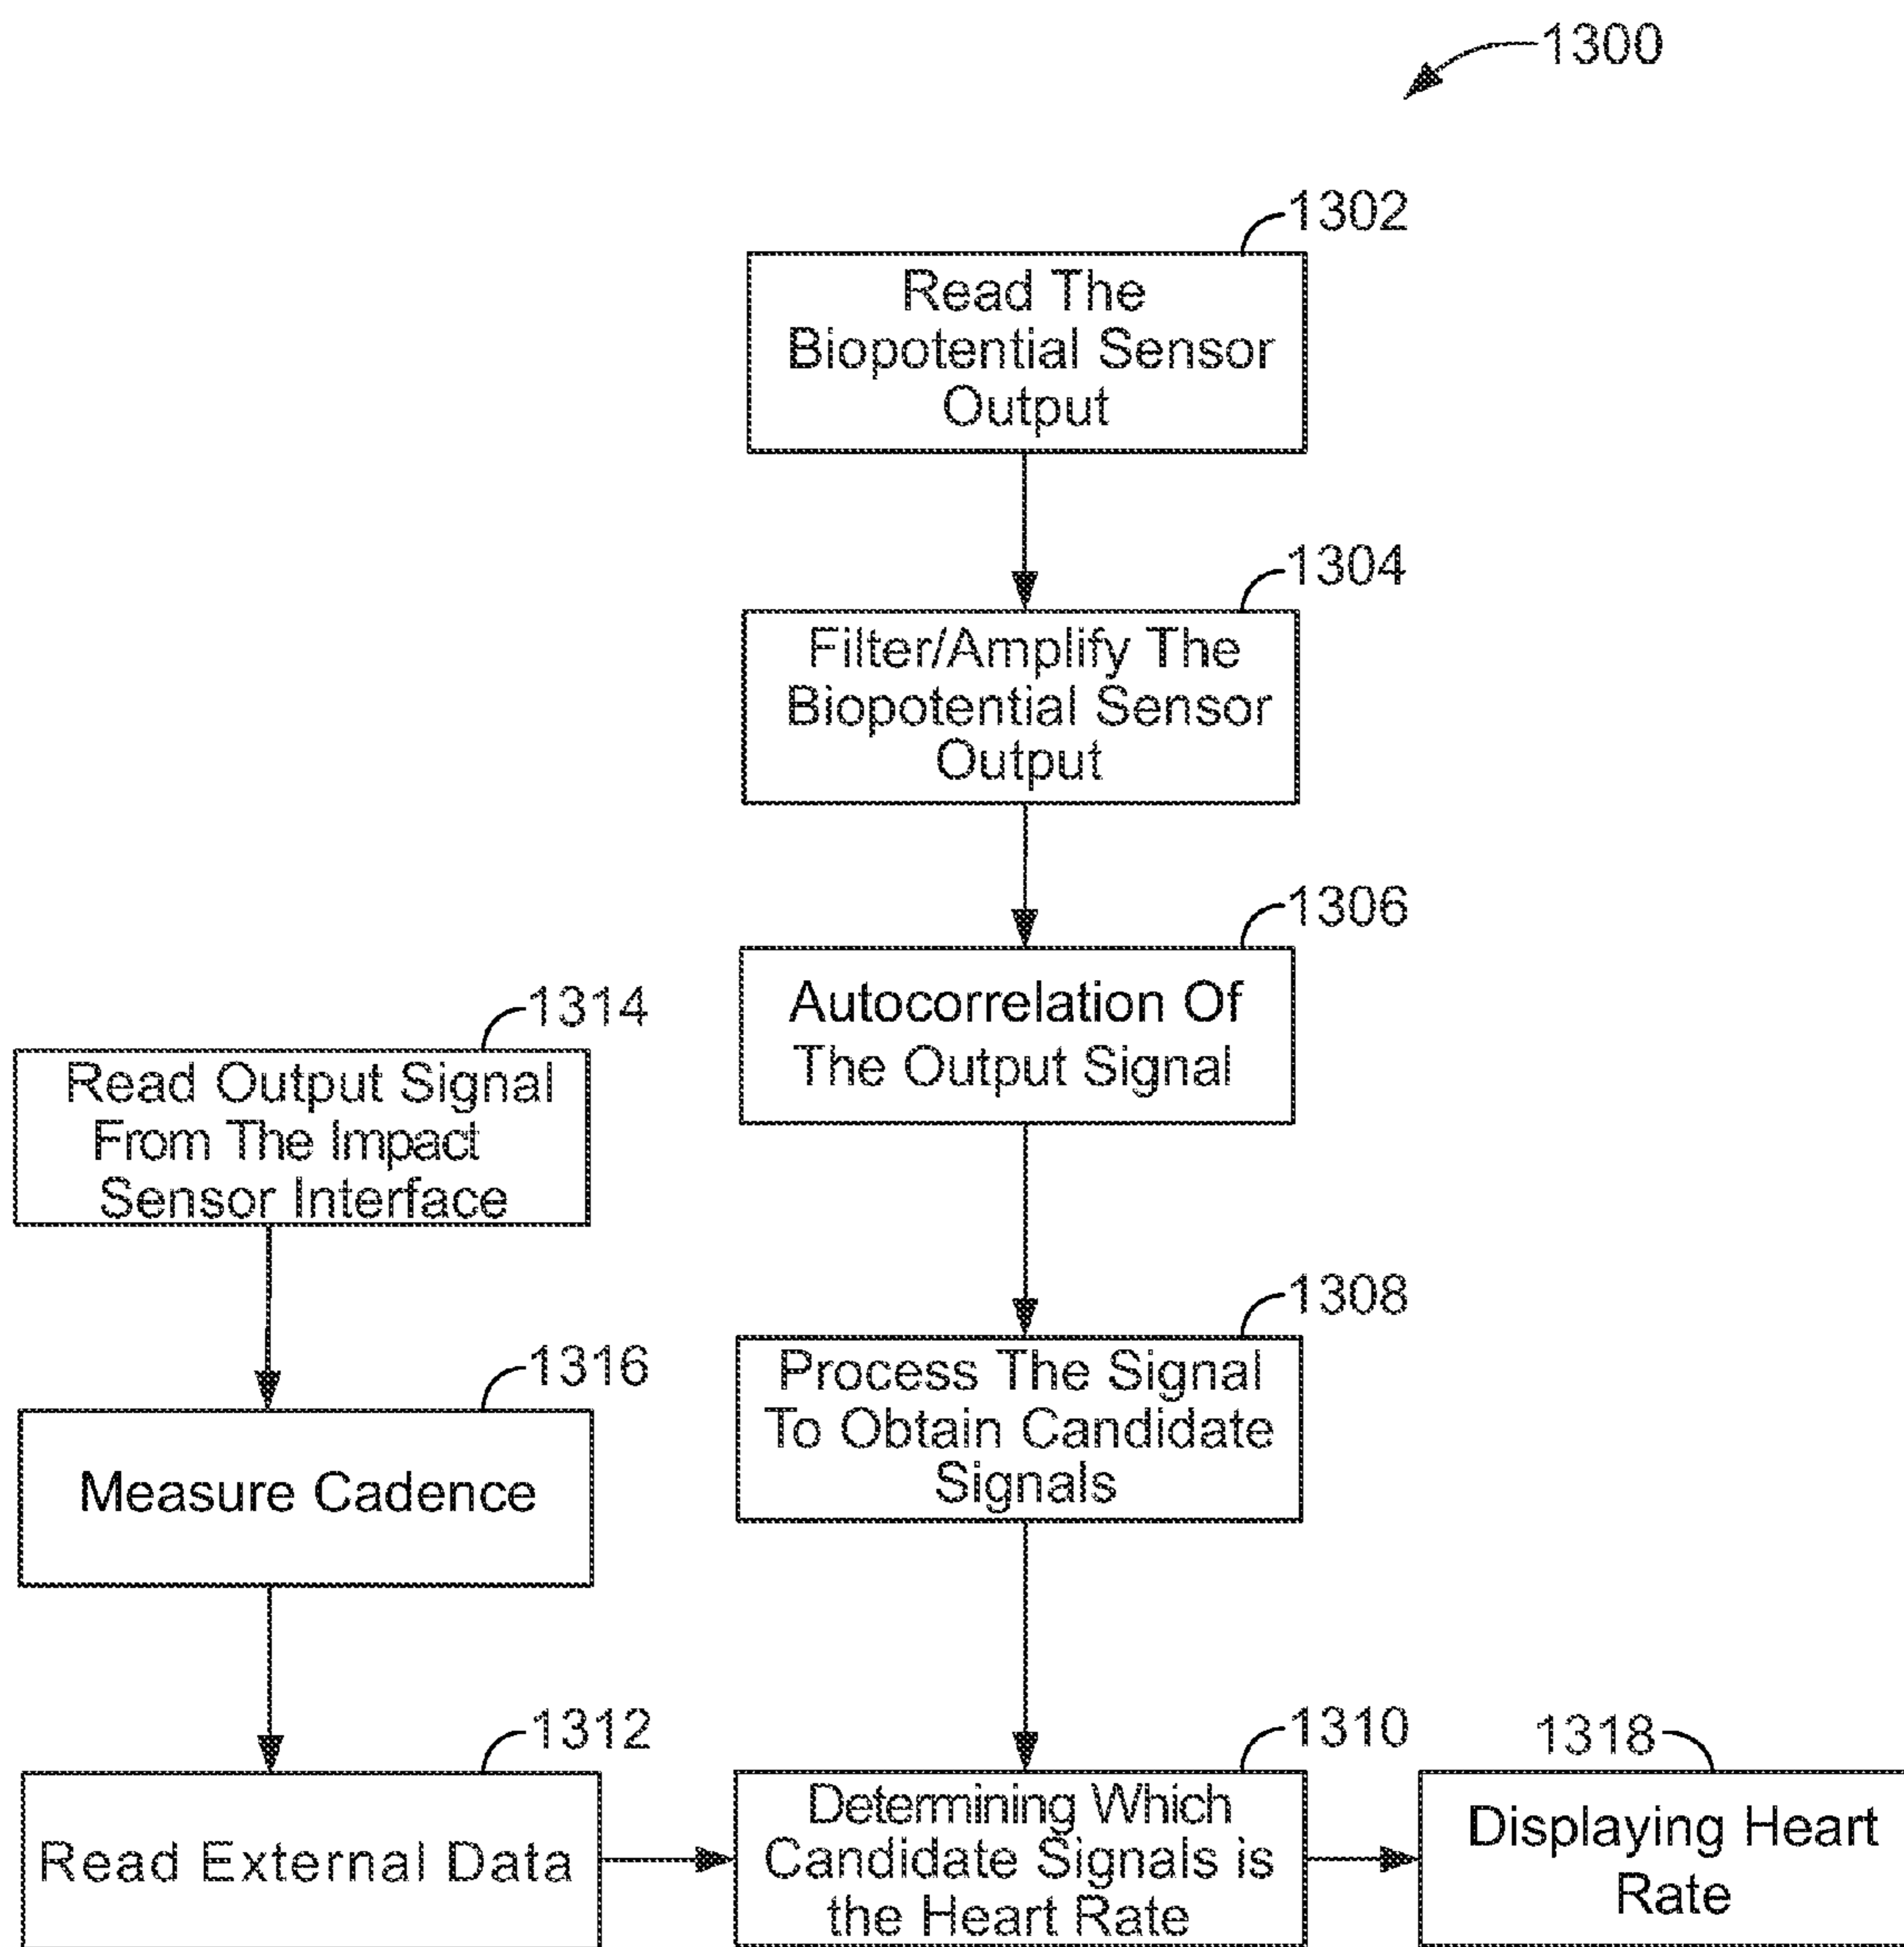 1300
1302
Read The
Biopotential Sensor
Output
1304
Filter/Amplify The
Biopotential Sensor
Output
1306
Autocorrelation Of
The Output Signal
1314
Read Output Signal
From The Impact
Sensor Interface
1308
Process The Signal
To Obtain Candidate
Signals
1316
Measure Cadence
1312
Read External Data
1310
Determining Which
Candidate Signals is
the Heart Rate
1318
Displaying Heart
Rate